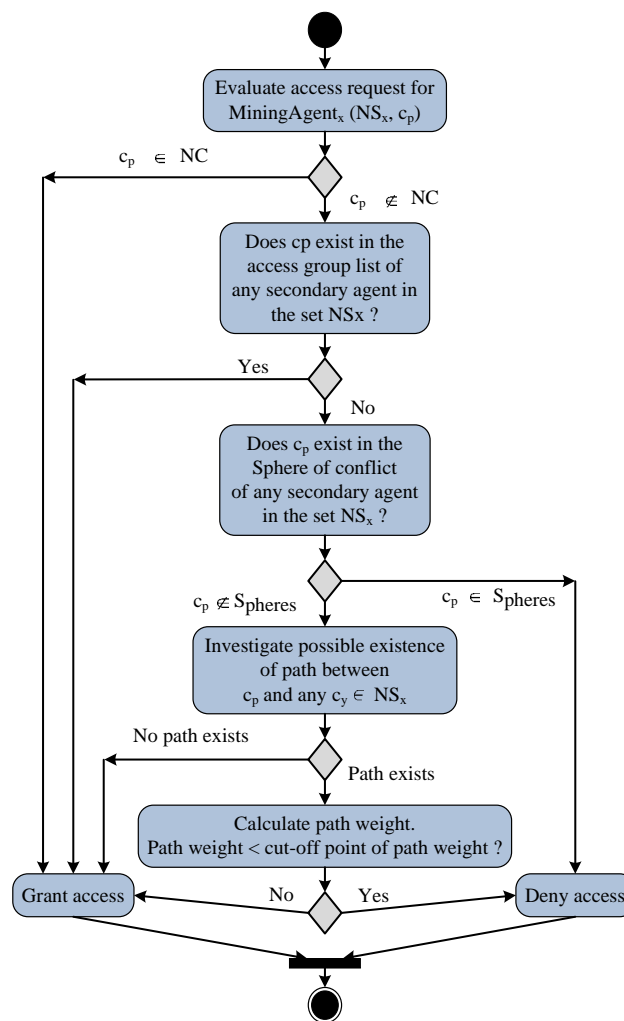 Evaluate access request for
MiningAgentₓ (NSₓ, cₚ)
cₚ ∈ NC
cₚ ∉ NC
Does cp exist in the
access group list of
any secondary agent in
the set NSx ?
Yes
No
Does cₚ exist in the
Sphere of conflict
of any secondary agent
in the set NSₓ ?
cₚ ∉ Spheres
cₚ ∈ Spheres
Investigate possible existence
of path between
cₚ and any cᵧ ∈ NSₓ
No path exists
Path exists
Calculate path weight.
Path weight < cut-off point of path weight ?
Grant access
No
Yes
Deny access